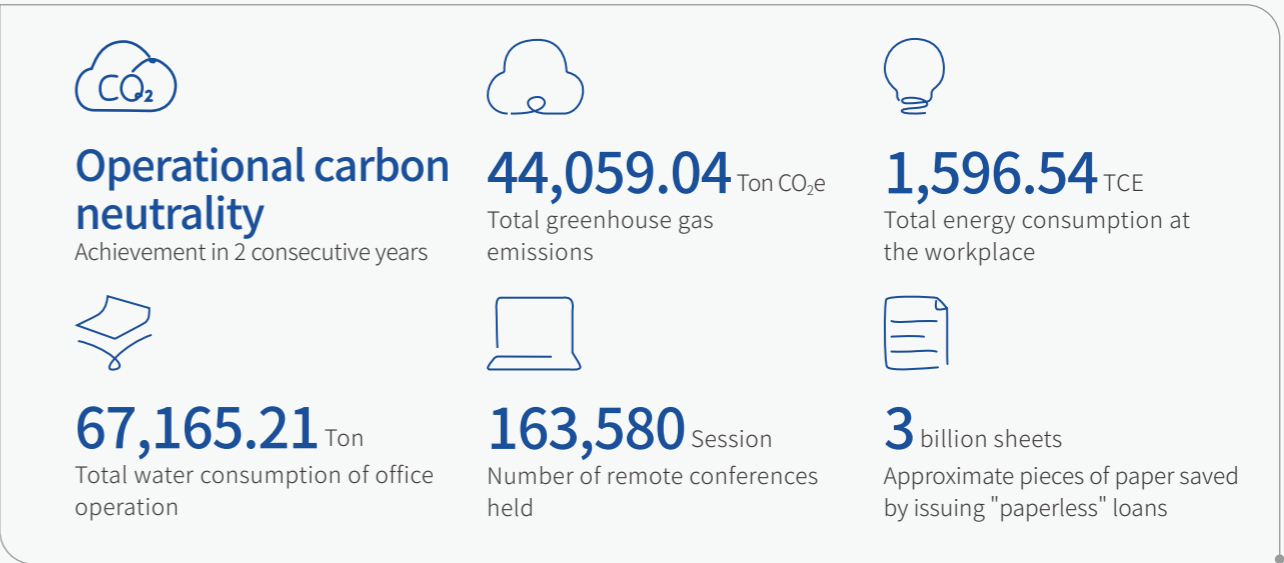 CO2
Operational carbon
neutrality
Achievement in 2 consecutive years
44,059.04 Ton CO₂e
Total greenhouse gas
emissions
1,596.54 TCE
Total energy consumption at
the workplace
67,165.21 Ton
Total water consumption of office
operation
163,580 Session
Number of remote conferences
held
3 billion sheets
Approximate pieces of paper saved
by issuing "paperless" loans